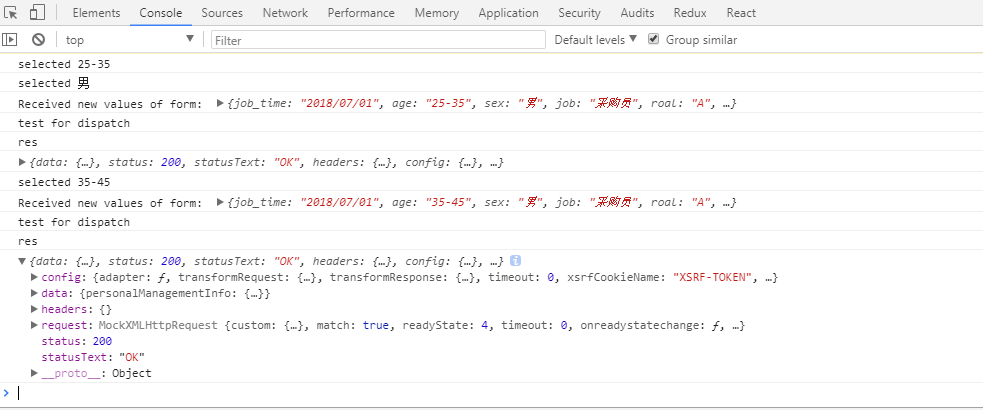 Elements Console Sources Network Performance Memory Application Security Audits Redux React
top Filter Default levels Group similar
selected 25-35
selected 男
Received new values of form: {job_time: "2018/07/01", age: "25-35", sex: "男", job: "采购员", roal: "A", …}
test for dispatch
res
{data: {…}, status: 200, statusText: "OK", headers: {…}, config: {…}, …}
selected 35-45
Received new values of form: {job_time: "2018/07/01", age: "35-45", sex: "男", job: "采购员", roal: "A", …}
test for dispatch
res
{data: {…}, status: 200, statusText: "OK", headers: {…}, config: {…}, …} i
config: {adapter: ƒ, transformRequest: {…}, transformResponse: {…}, timeout: 0, xsrfCookieName: "XSRF-TOKEN", …}
data: {personalManagementInfo: {…}}
headers: {}
request: MockXMLHttpRequest {custom: {…}, match: true, readyState: 4, timeout: 0, onreadystatechange: ƒ, …}
status: 200
statusText: "OK"
__proto__: Object